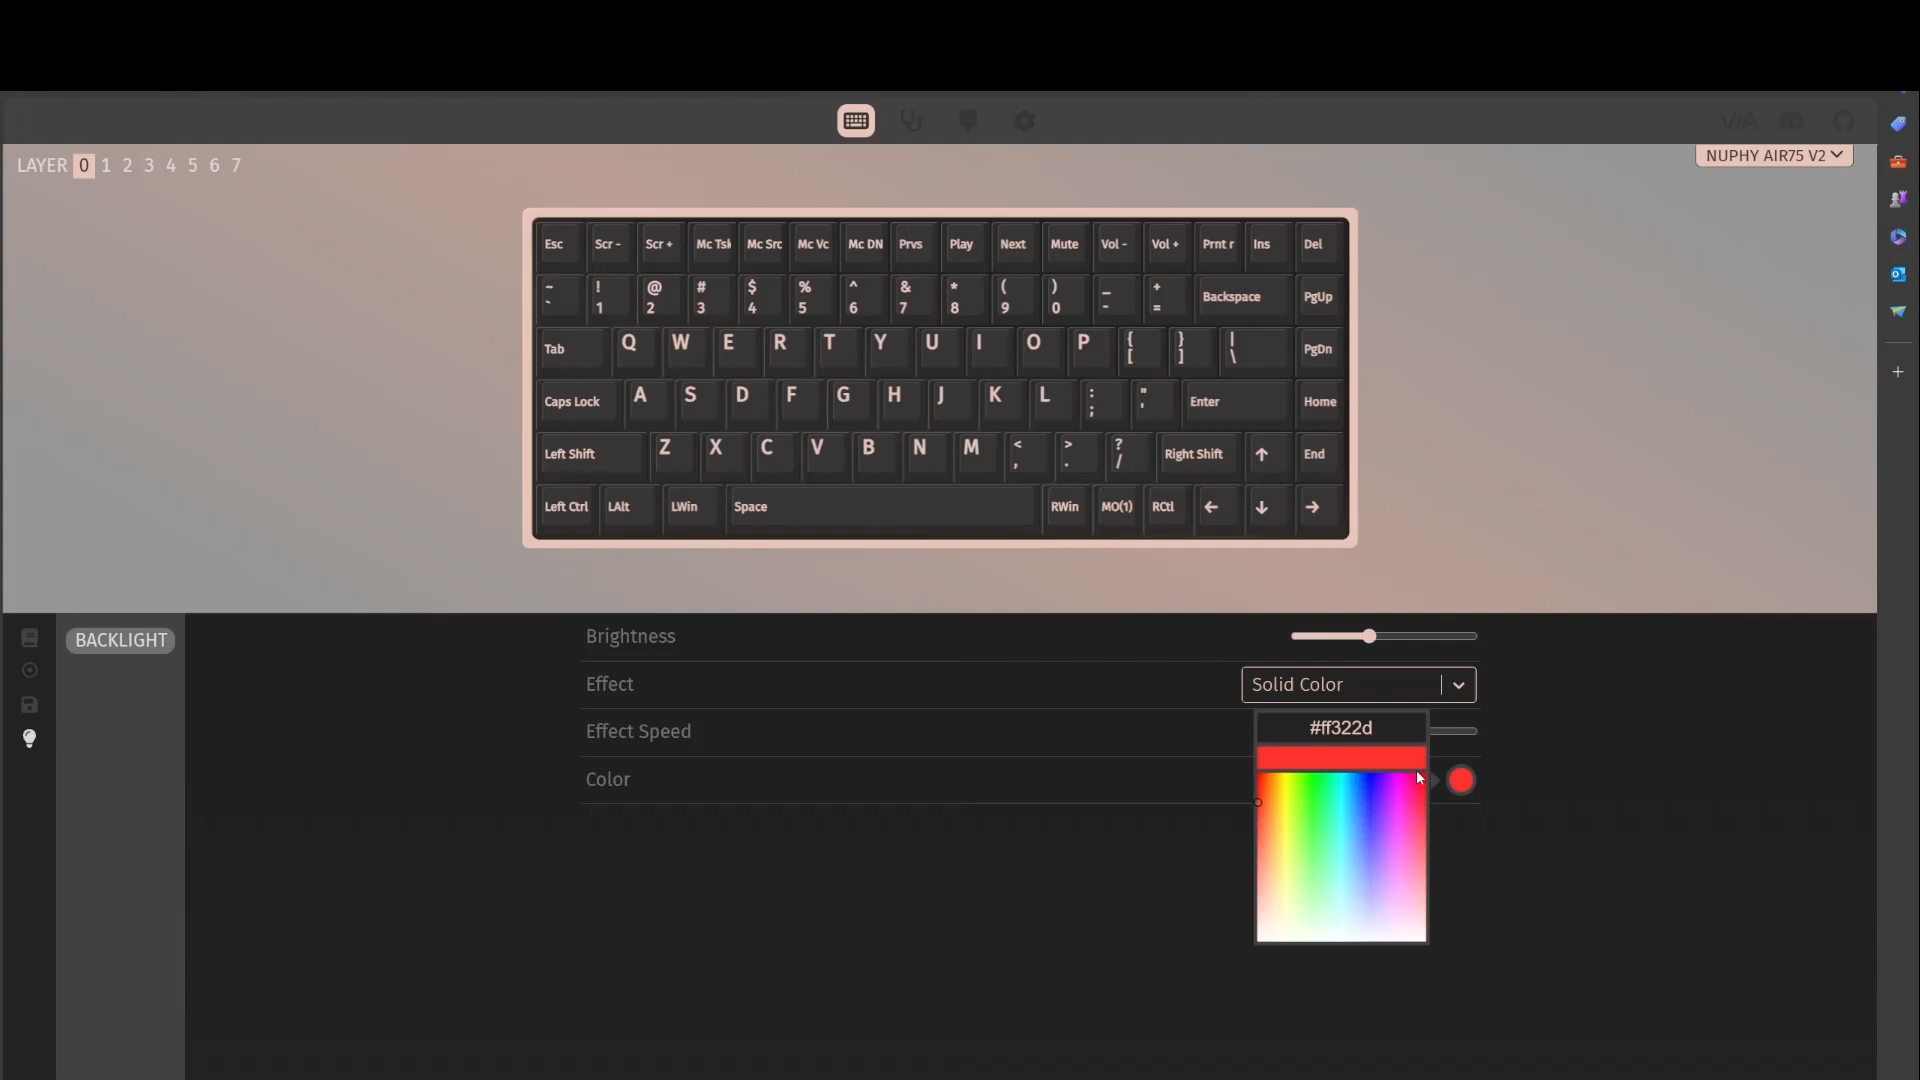 VIA
LAYER 0 1 2 3 4 5 6 7
NUPHY AIR75 V2
Esc Scr - Scr + Mc Tsk Mc Src Mc Vc Mc DN Prvs Play Next Mute Vol - Vol + Prnt r Ins Del
~ ! @ # $ % ^ & * ( ) _ +
` 1 2 3 4 5 6 7 8 9 0 - = Backspace PgUp
Tab Q W E R T Y U I O P { } |
[ ] \ PgDn
Caps Lock A S D F G H J K L : " Enter Home
; '
Left Shift Z X C V B N M < > ? Right Shift ↑ End
, . /
Left Ctrl LAlt LWin Space RWin MO(1) RCtl ← ↓ →
BACKLIGHT
Brightness
Effect Solid Color
#ff322d
Effect Speed
Color